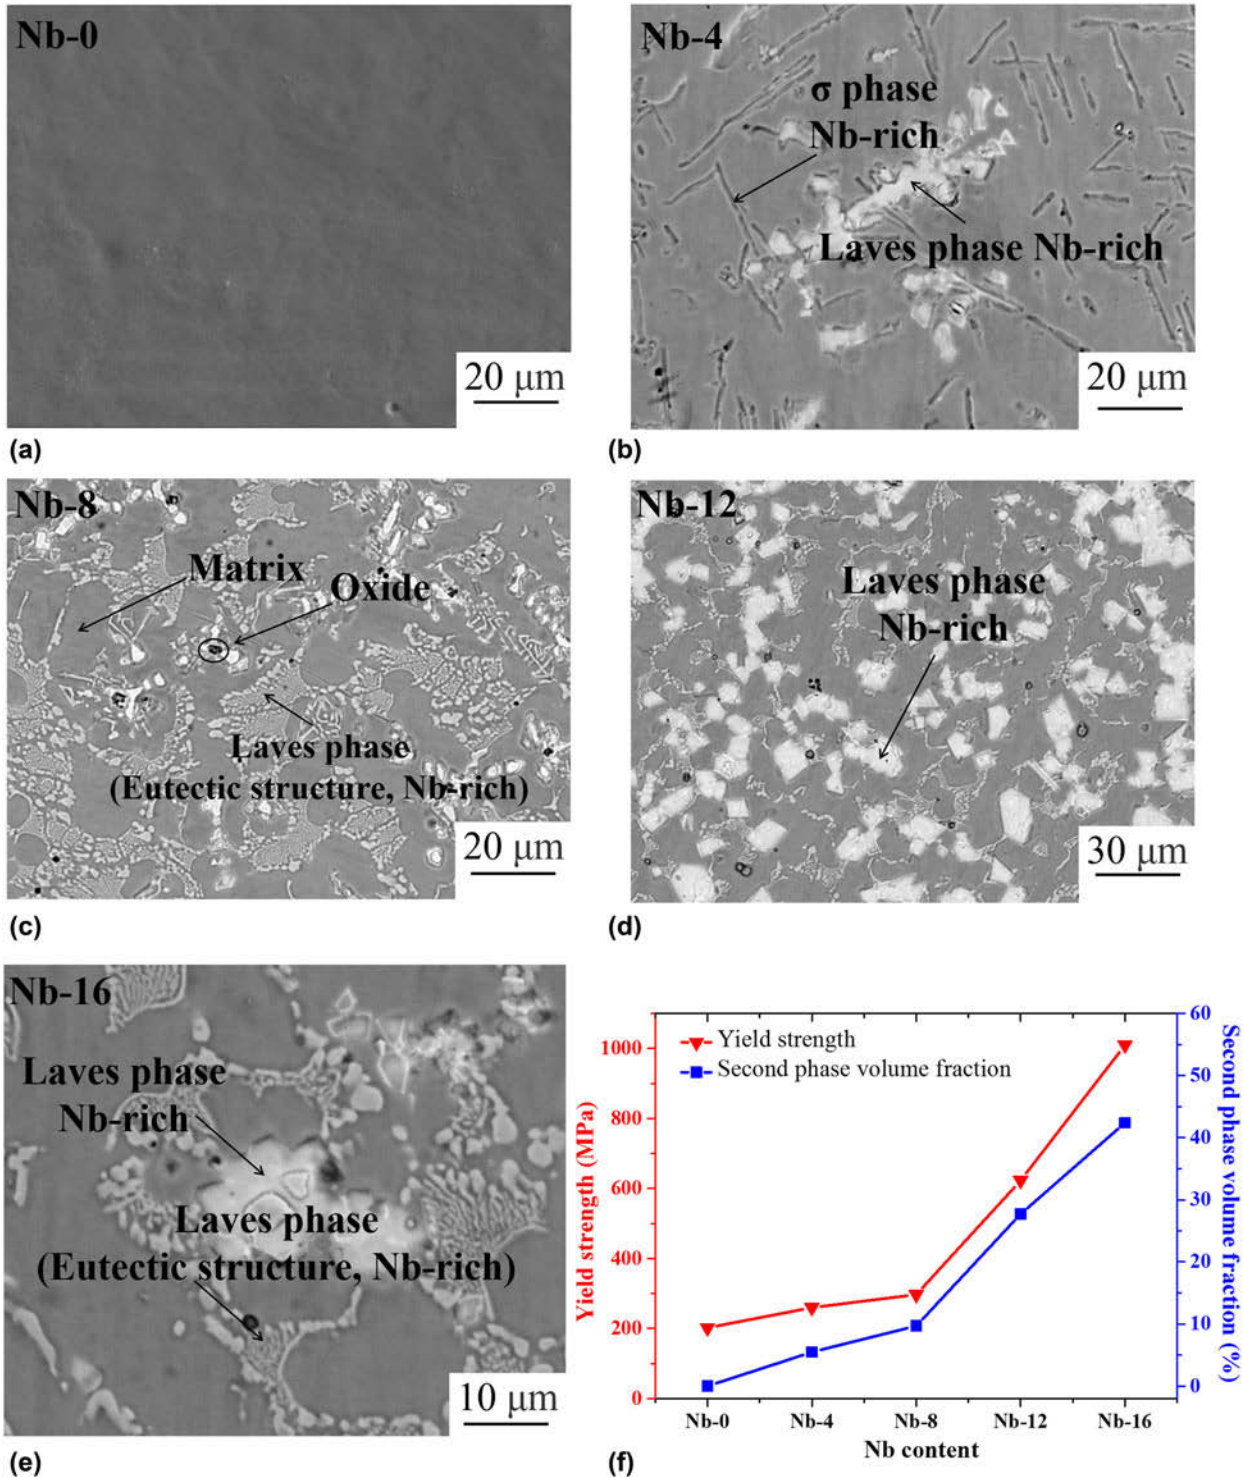 Nb-0
20 μm
(a)
Nb-4
σ phase
Nb-rich
Laves phase Nb-rich
20 μm
(b)
Nb-8
Matrix
Oxide
Laves phase
(Eutectic structure, Nb-rich)
20 μm
(c)
Nb-12
Laves phase
Nb-rich
30 μm
(d)
Nb-16
Laves phase
Nb-rich
Laves phase
(Eutectic structure, Nb-rich)
10 μm
(e)
Yield strength
Second phase volume fraction
Yield strength (MPa)
1000
800
600
400
200
0
Second phase volume fraction (%)
60
50
40
30
20
10
0
Nb-0
Nb-4
Nb-8
Nb-12
Nb-16
Nb content
(f)